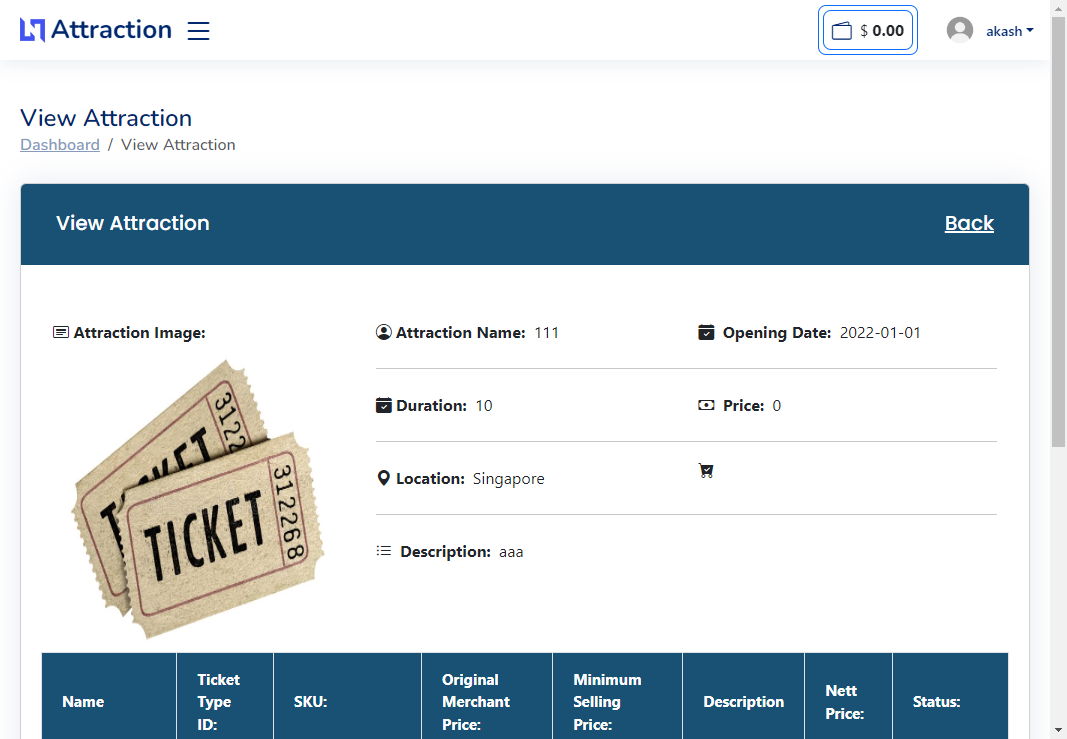 Attraction
$ 0.00
akash
View Attraction
Dashboard / View Attraction
View Attraction
Back
Attraction Image:
Attraction Name: 111
Opening Date: 2022-01-01
Duration: 10
Price: 0
Location: Singapore
Description: aaa
3122
TICKET
TICKET
312268
Name
Ticket
Type
ID:
SKU:
Original
Merchant
Price:
Minimum
Selling
Price:
Description
Nett
Price:
Status: